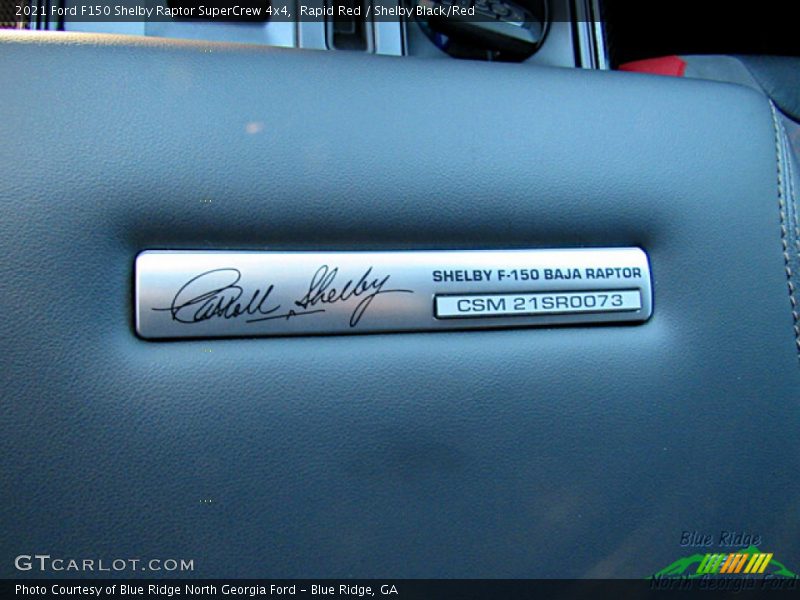 2021 Ford F150 Shelby Raptor SuperCrew 4x4, Rapid Red / Shelby Black/Red
Carroll Shelby
SHELBY F-150 BAJA RAPTOR
CSM 21SR0073
Blue Ridge
North Georgia Ford
GTCARLOT.COM
Photo Courtesy of Blue Ridge North Georgia Ford – Blue Ridge, GA